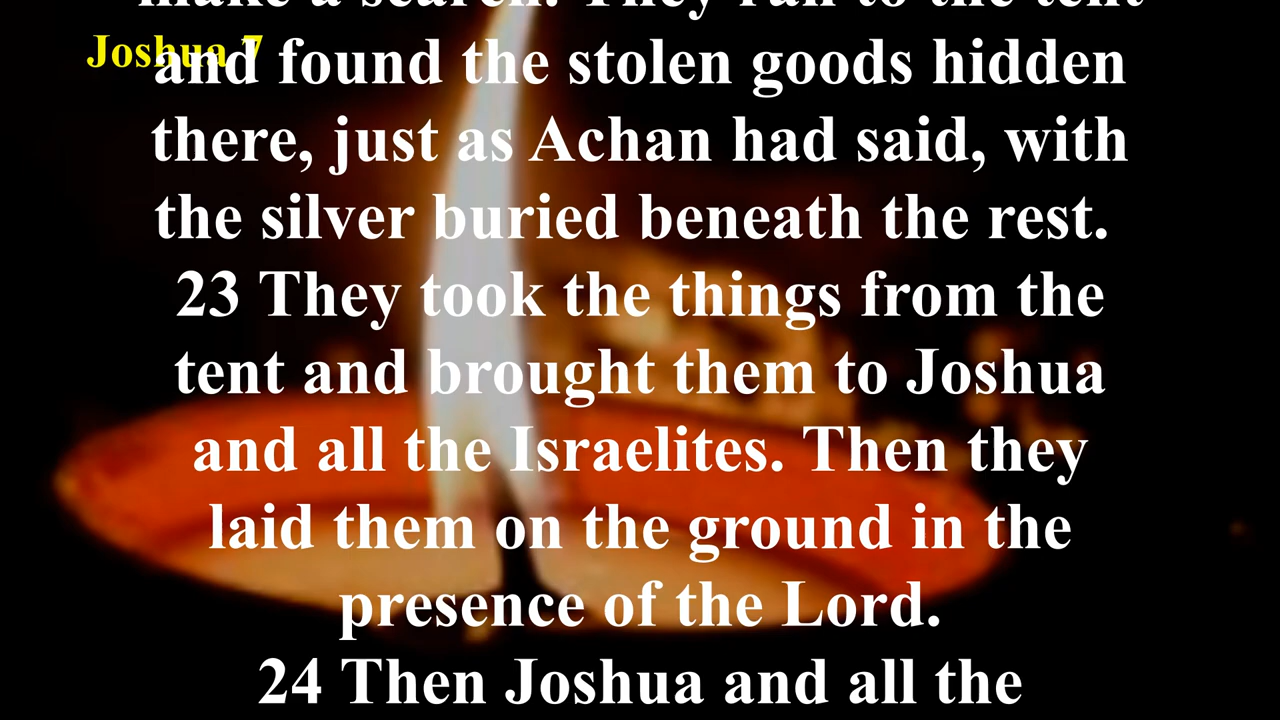 make a search. They ran to the tent
Joshua 7
and found the stolen goods hidden
there, just as Achan had said, with
the silver buried beneath the rest.
23 They took the things from the
tent and brought them to Joshua
and all the Israelites. Then they
laid them on the ground in the
presence of the Lord.
24 Then Joshua and all the